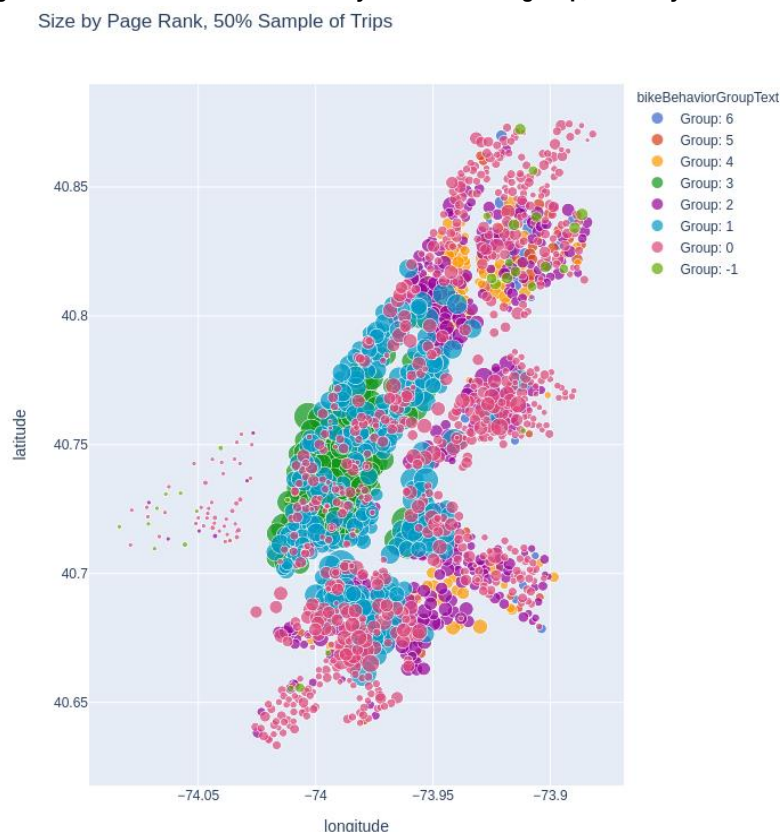 Size by Page Rank, 50% Sample of Trips
bikeBehaviorGroupText
Group: 6
Group: 5
Group: 4
Group: 3
Group: 2
Group: 1
Group: 0
Group: -1
40.85
40.8
40.75
40.7
40.65
latitude
−74.05
−74
−73.95
−73.9
longitude